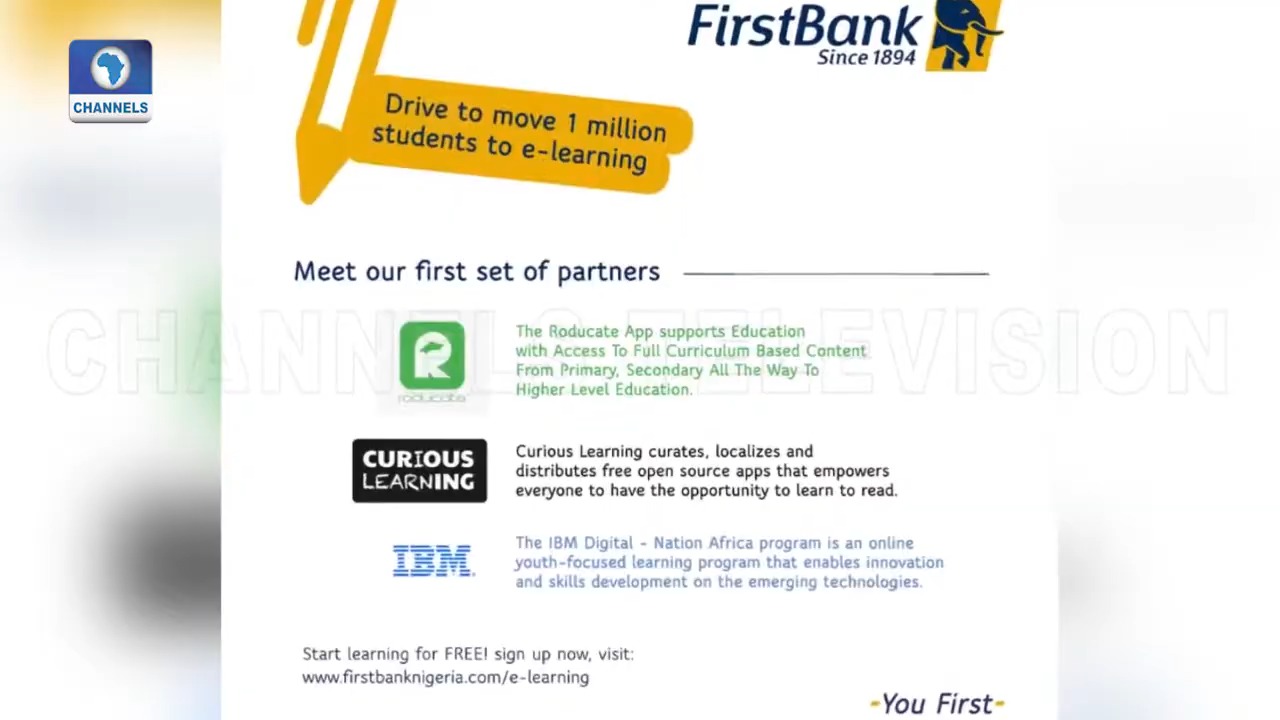 FirstBank
Since 1894
CHANNELS
Drive to move 1 million
students to e-learning
Meet our first set of partners
CHANNELS TELEVISION
The Roducate App supports Education
with Access To Full Curriculum Based Content
From Primary, Secondary All The Way To
Higher Level Education.
roducate
CURIOUS
LEARNING
Curious Learning curates, localizes and
distributes free open source apps that empowers
everyone to have the opportunity to learn to read.
IBM
The IBM Digital - Nation Africa program is an online
youth-focused learning program that enables innovation
and skills development on the emerging technologies.
Start learning for FREE! sign up now, visit:
www.firstbanknigeria.com/e-learning
-You First-